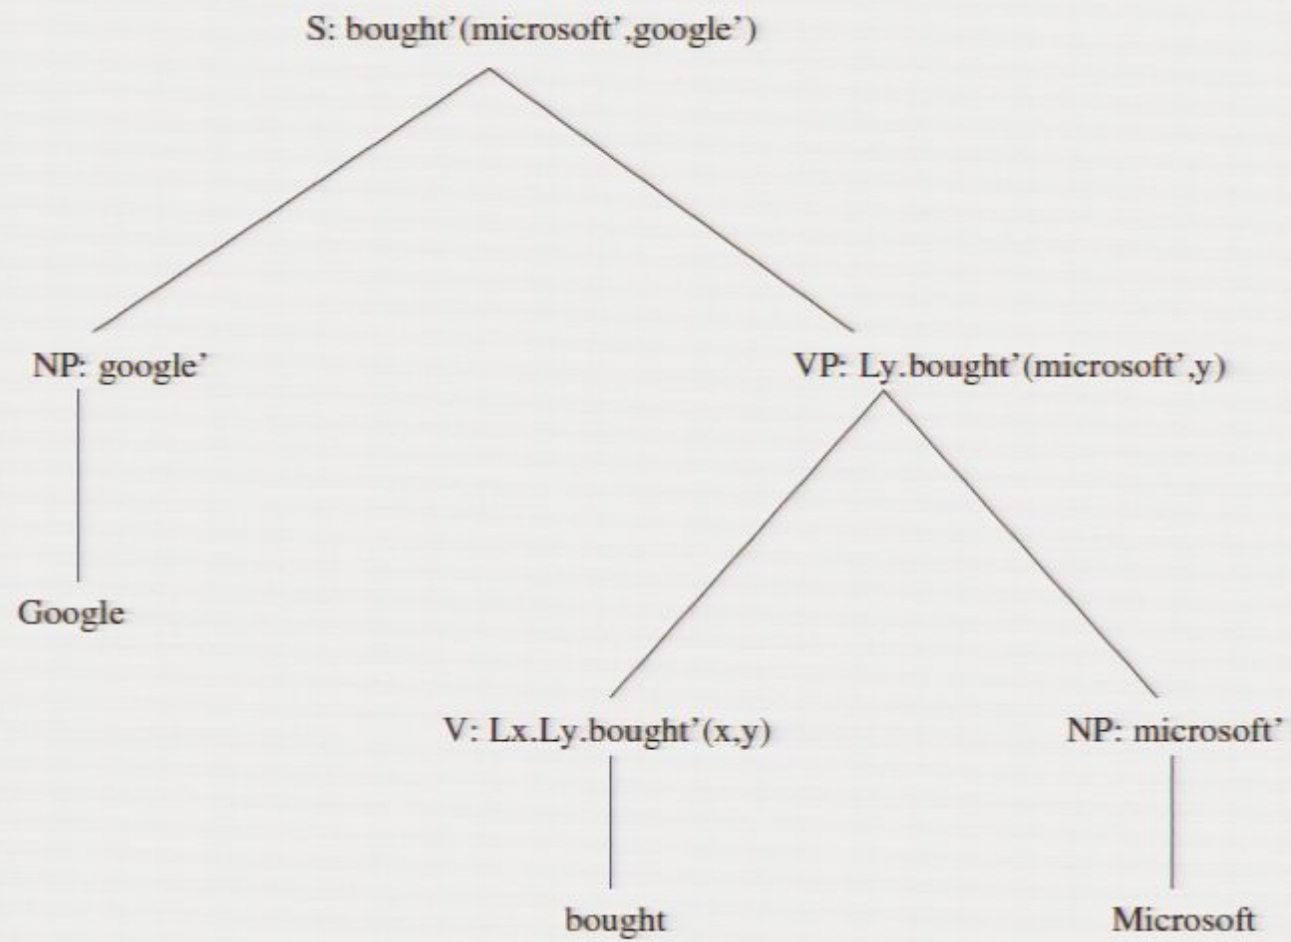 S: bought’(microsoft’,google’)
NP: google’
VP: Ly.bought’(microsoft’,y)
Google
V: Lx.Ly.bought’(x,y)
NP: microsoft’
bought
Microsoft